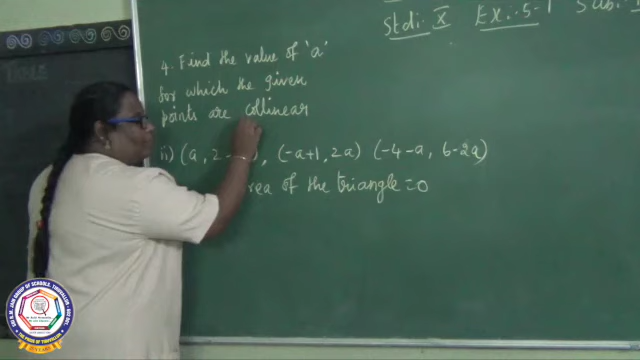 Std:- X Ex:-5-1 Sub:-
4. Find the value of 'a'
for which the given
points are collinear
ii) (a, 2- , (-a+1, 2a) (-4-a, 6-2a)
of the triangle = 0